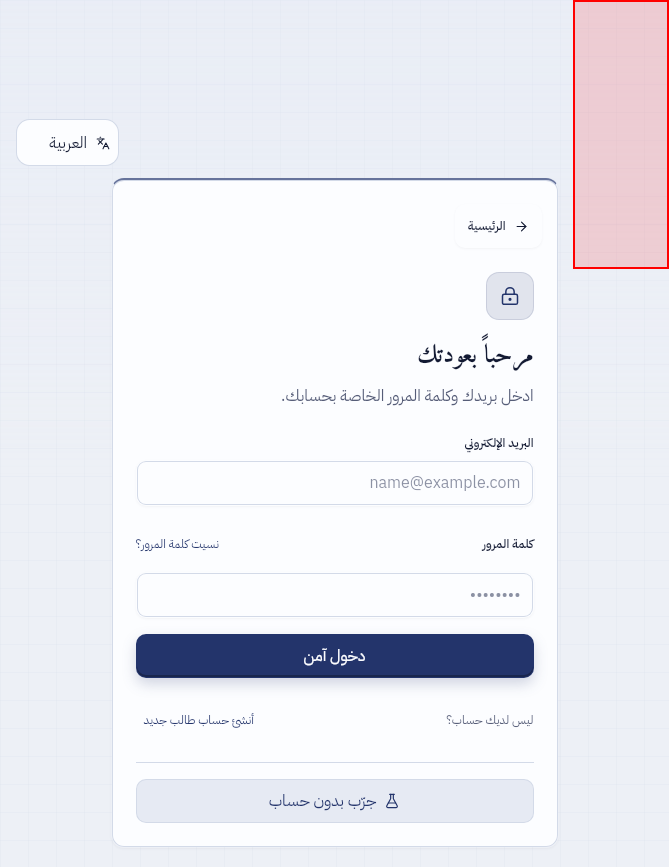 العربية
الرئيسية
مرحباً بعودتك
ادخل بريدك وكلمة المرور الخاصة بحسابك.
البريد الإلكتروني
name@example.com
كلمة المرور
نسيت كلمة المرور؟
••••••••
دخول آمن
ليس لديك حساب؟
أنشئ حساب طالب جديد
جرّب بدون حساب